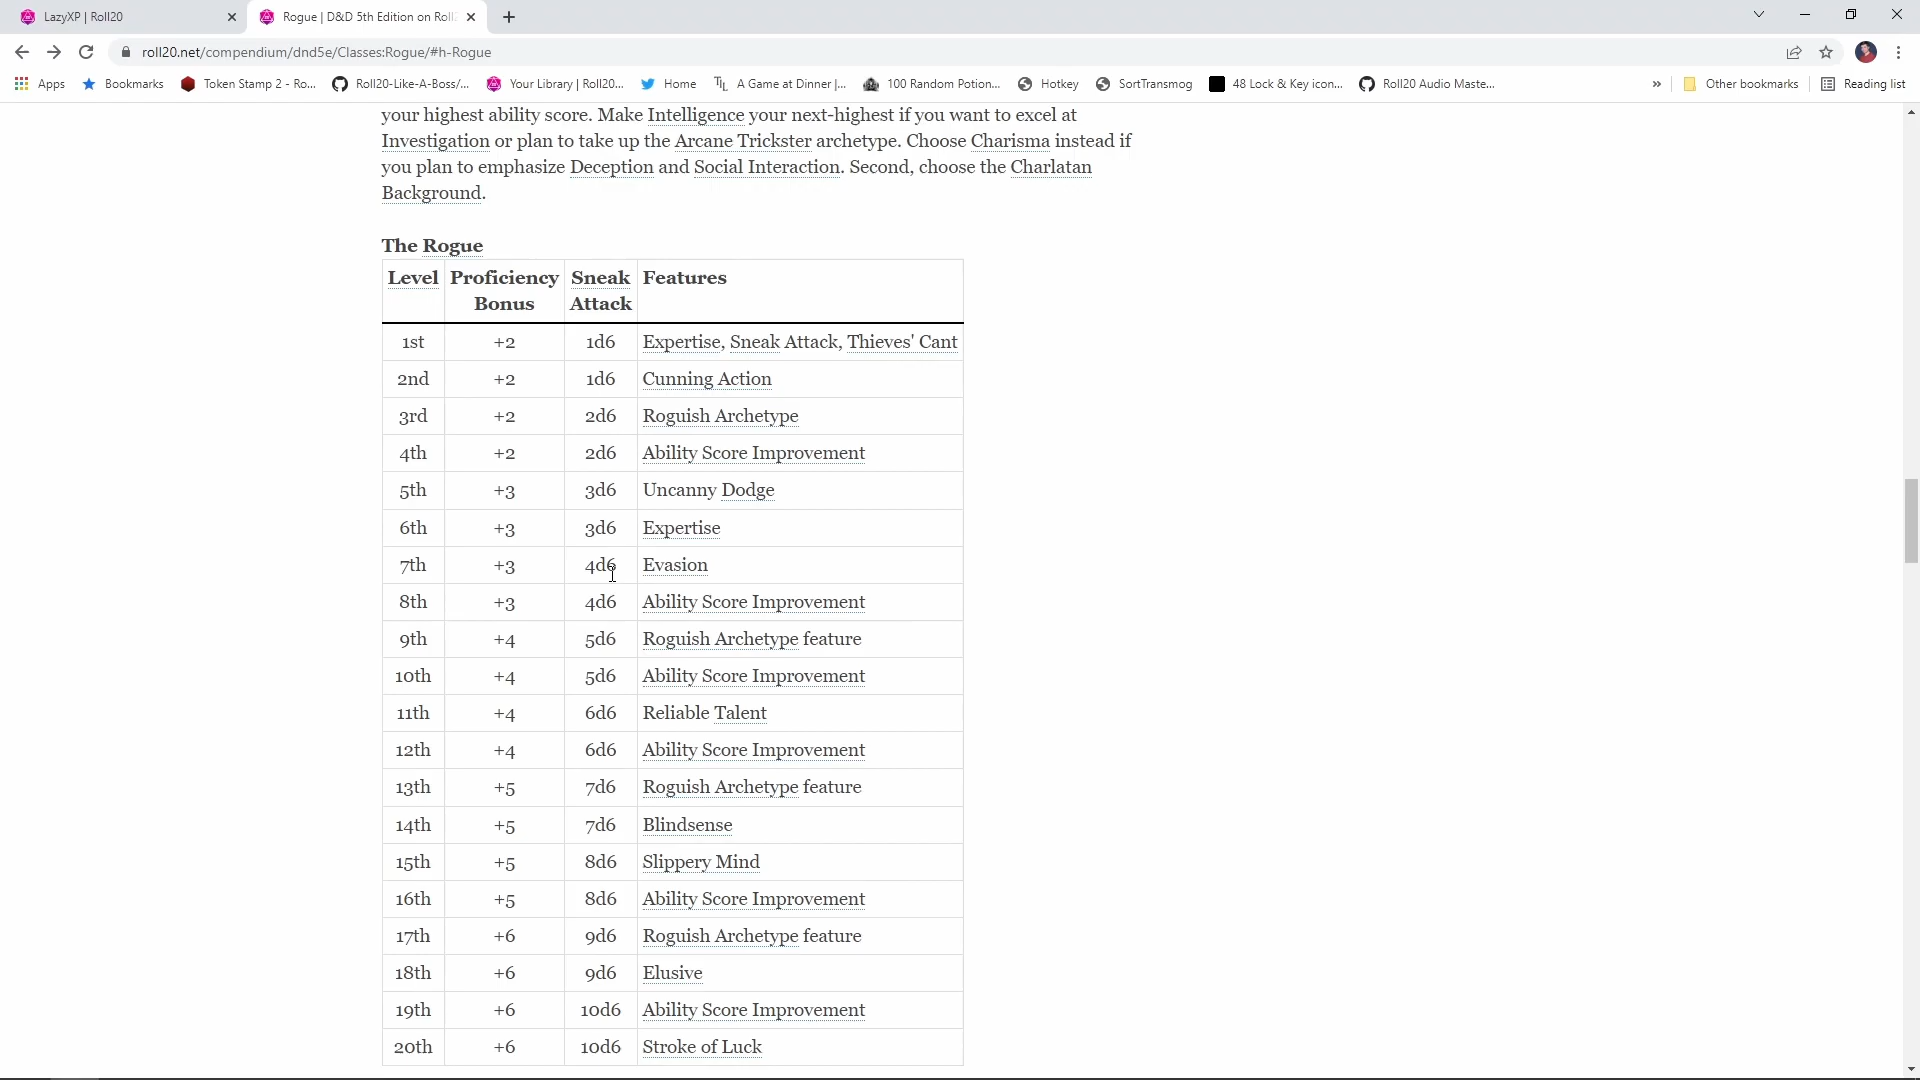 LazyXP | Roll20
Rogue | D&D 5th Edition on Roll2
roll20.net/compendium/dnd5e/Classes:Rogue/#h-Rogue
Apps Bookmarks Token Stamp 2 - Ro... Roll20-Like-A-Boss/... Your Library | Roll20... Home A Game at Dinner |... 100 Random Potion... Hotkey SortTransmog 48 Lock & Key icon... Roll20 Audio Maste... » Other bookmarks Reading list
your highest ability score. Make Intelligence your next-highest if you want to excel at
Investigation or plan to take up the Arcane Trickster archetype. Choose Charisma instead if
you plan to emphasize Deception and Social Interaction. Second, choose the Charlatan
Background.
The Rogue
Level Proficiency Bonus Sneak Attack Features
1st +2 1d6 Expertise, Sneak Attack, Thieves' Cant
2nd +2 1d6 Cunning Action
3rd +2 2d6 Roguish Archetype
4th +2 2d6 Ability Score Improvement
5th +3 3d6 Uncanny Dodge
6th +3 3d6 Expertise
7th +3 4d6 Evasion
8th +3 4d6 Ability Score Improvement
9th +4 5d6 Roguish Archetype feature
10th +4 5d6 Ability Score Improvement
11th +4 6d6 Reliable Talent
12th +4 6d6 Ability Score Improvement
13th +5 7d6 Roguish Archetype feature
14th +5 7d6 Blindsense
15th +5 8d6 Slippery Mind
16th +5 8d6 Ability Score Improvement
17th +6 9d6 Roguish Archetype feature
18th +6 9d6 Elusive
19th +6 10d6 Ability Score Improvement
20th +6 10d6 Stroke of Luck